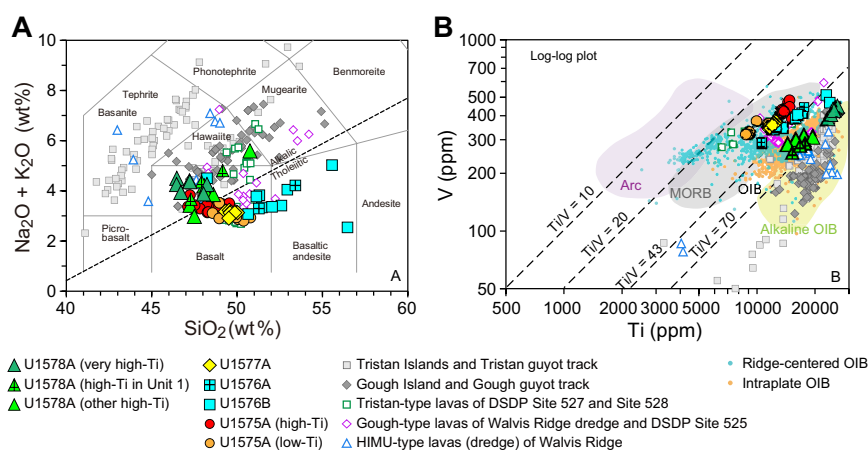 A
Na₂O + K₂O (wt%)
10
8
6
4
2
0
40
45
50
55
60
SiO₂(wt%)
Phonotephrite
Benmoreite
Tephrite
Mugearite
Basanite
Hawaiite
Alkalic
Tholeiitic
Picro-
basalt
Basalt
Basaltic
andesite
Andesite
A
B
V (ppm)
500
400
300
200
100
50
500
1000
3000
5000
10000
30000
Ti (ppm)
Log-log plot
Arc
MORB
OIB
Alkaline OIB
Ti/V = 10
Ti/V = 20
Ti/V = 43
Ti/V = 70
B
U1578A (very high-Ti)
U1578A (high-Ti in Unit 1)
U1578A (other high-Ti)
U1577A
U1576A
U1576B
U1575A (high-Ti)
U1575A (low-Ti)
Tristan Islands and Tristan guyot track
Gough Island and Gough guyot track
Tristan-type lavas of DSDP Site 527 and Site 528
Gough-type lavas of Walvis Ridge dredge and DSDP Site 525
HIMU-type lavas (dredge) of Walvis Ridge
Ridge-centered OIB
Intraplate OIB